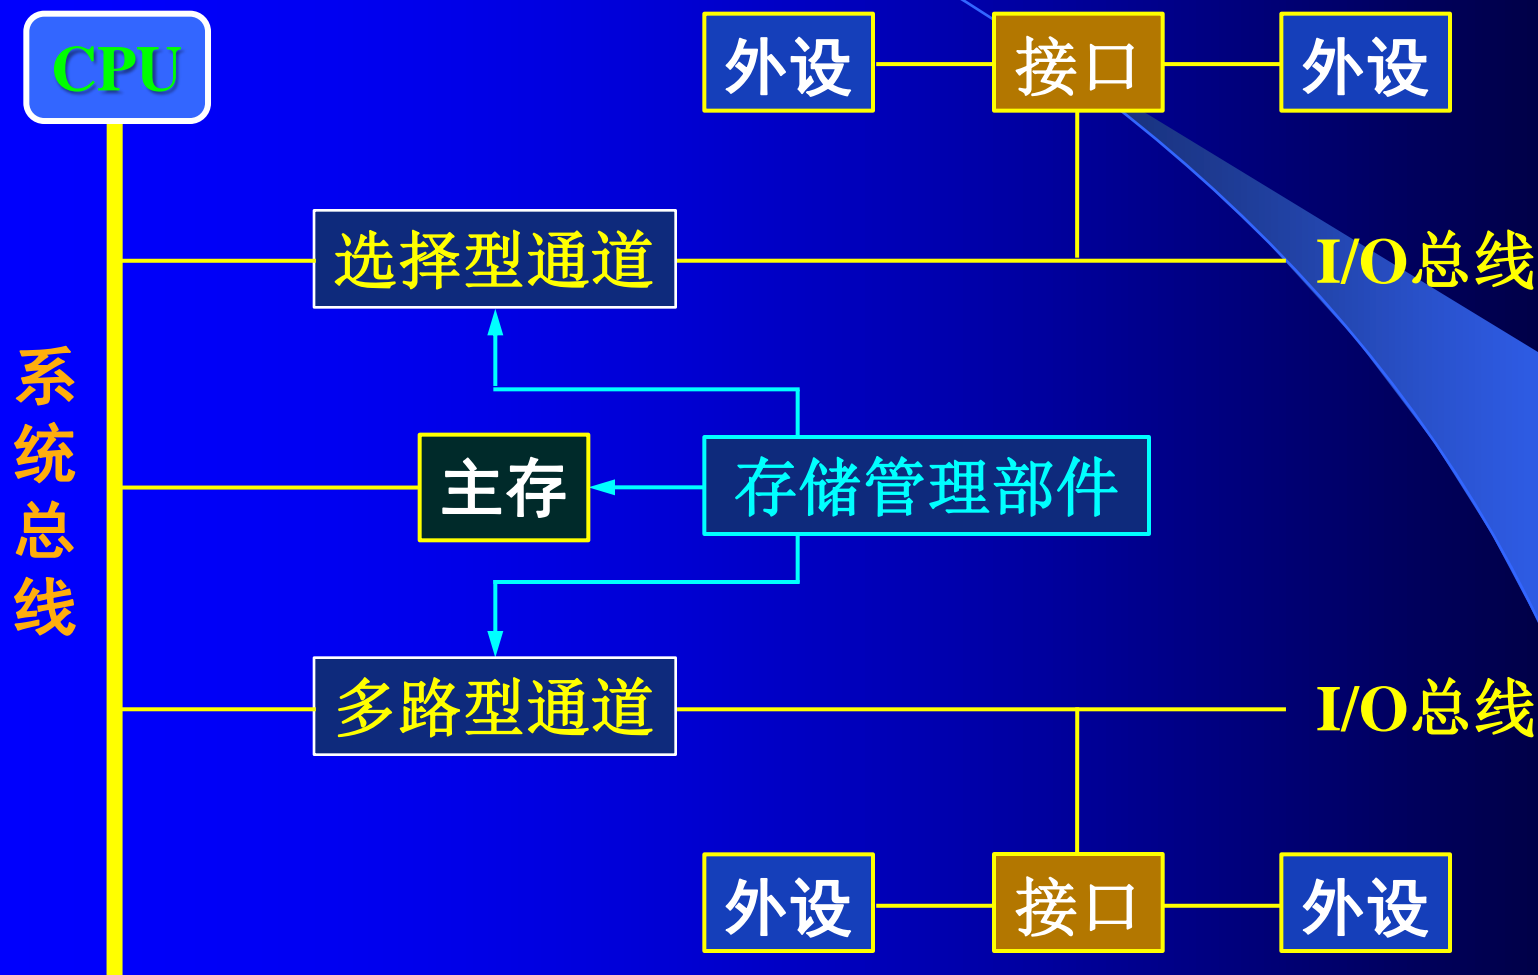 CPU
外设
接口
外设
选择型通道
I/O总线
系统总线
主存
存储管理部件
多路型通道
I/O总线
外设
接口
外设